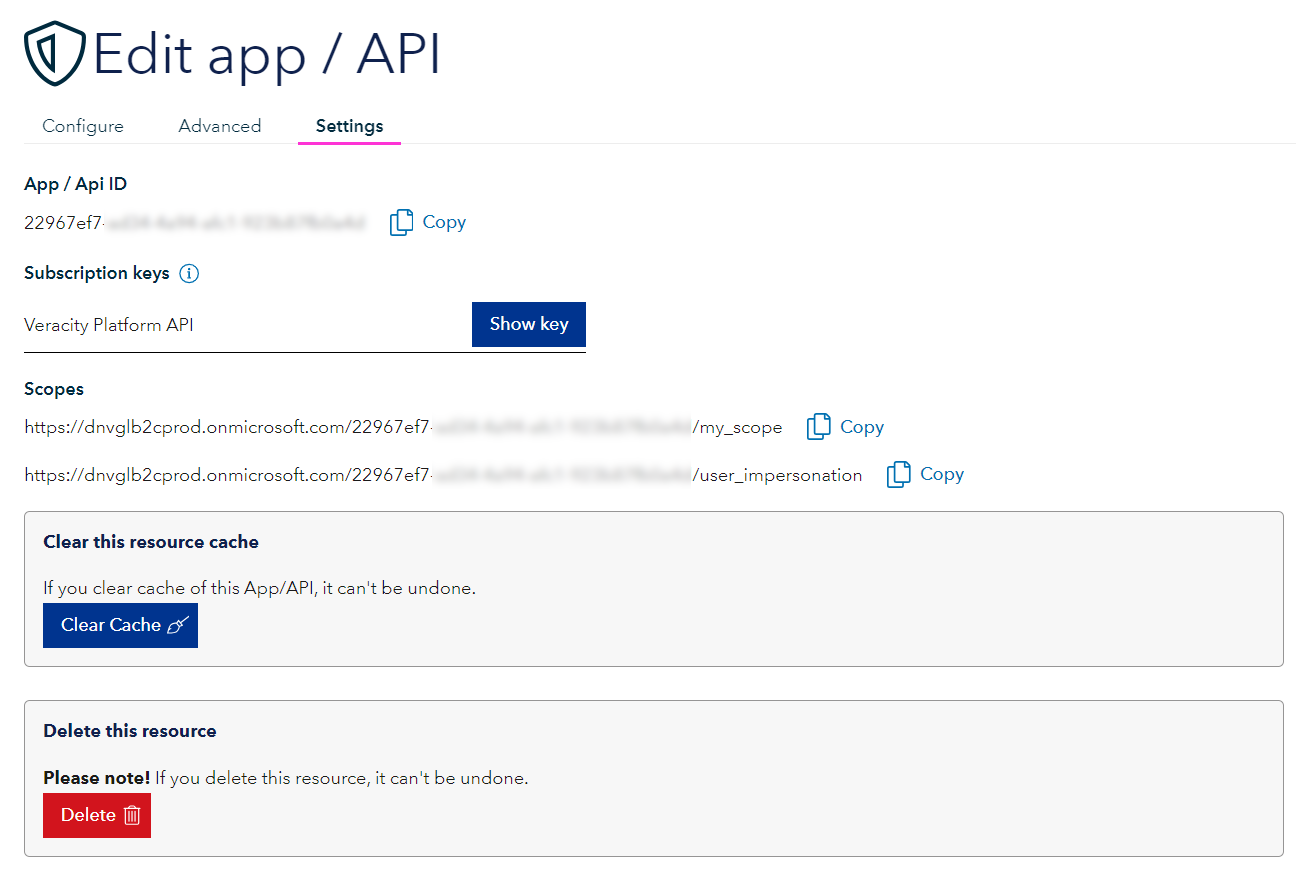 Edit app / API
Configure Advanced Settings
App / Api ID
22967ef7- Copy
Subscription keys
Veracity Platform API Show key
Scopes
https://dnvglb2cprod.onmicrosoft.com/22967ef7- /my_scope Copy
https://dnvglb2cprod.onmicrosoft.com/22967ef7- /user_impersonation Copy
Clear this resource cache
If you clear cache of this App/API, it can't be undone.
Clear Cache
Delete this resource
Please note! If you delete this resource, it can't be undone.
Delete